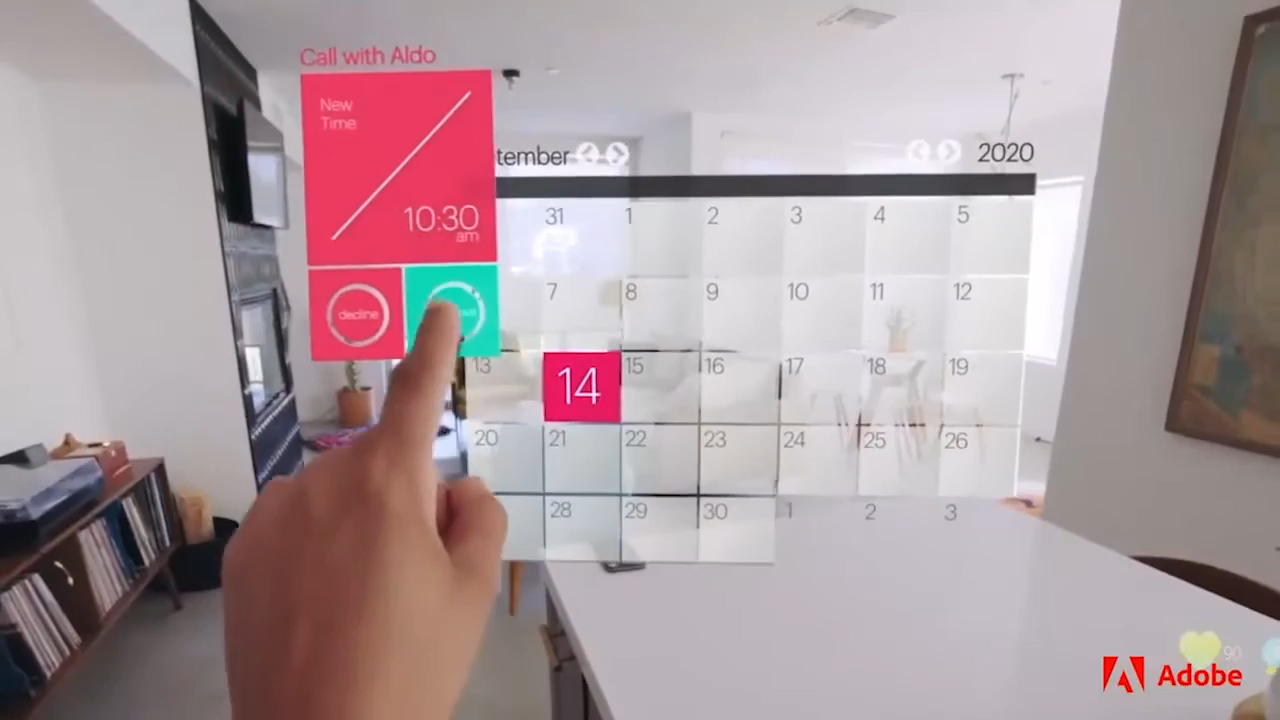 Call with Aldo
New
Time
10:30
am
decline
tember
2020
31 1 2 3 4 5
7 8 9 10 11 12
13 14 15 16 17 18 19
20 21 22 23 24 25 26
28 29 30 1 2 3
90
Adobe